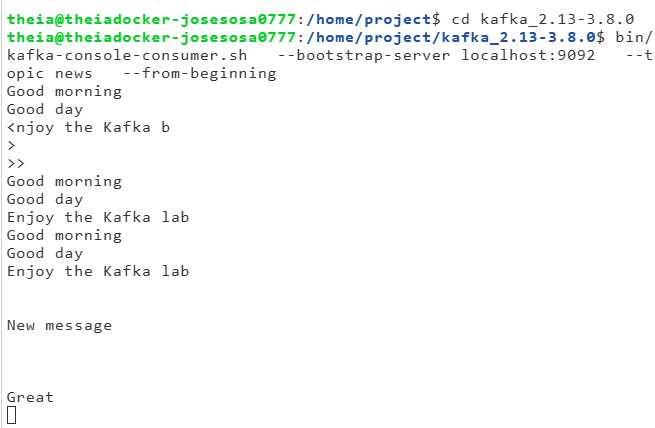 theia@theiadocker-josesosa0777:/home/project$ cd kafka_2.13-3.8.0
theia@theiadocker-josesosa0777:/home/project/kafka_2.13-3.8.0$ bin/
kafka-console-consumer.sh   --bootstrap-server localhost:9092   --t
opic news   --from-beginning
Good morning
Good day
<njoy the Kafka b
>
>>
Good morning
Good day
Enjoy the Kafka lab
Good morning
Good day
Enjoy the Kafka lab
New message
Great